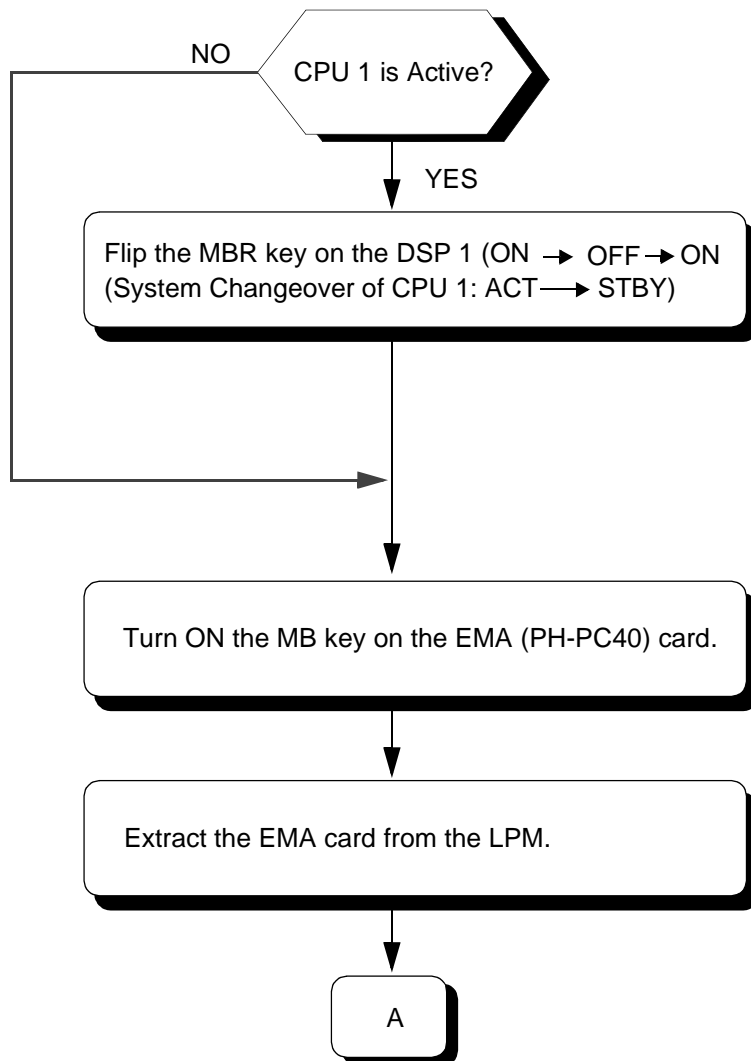 NO
CPU 1 is Active?
YES
Flip the MBR key on the DSP 1 (ON → OFF → ON
(System Changeover of CPU 1: ACT → STBY)
Turn ON the MB key on the EMA (PH-PC40) card.
Extract the EMA card from the LPM.
A